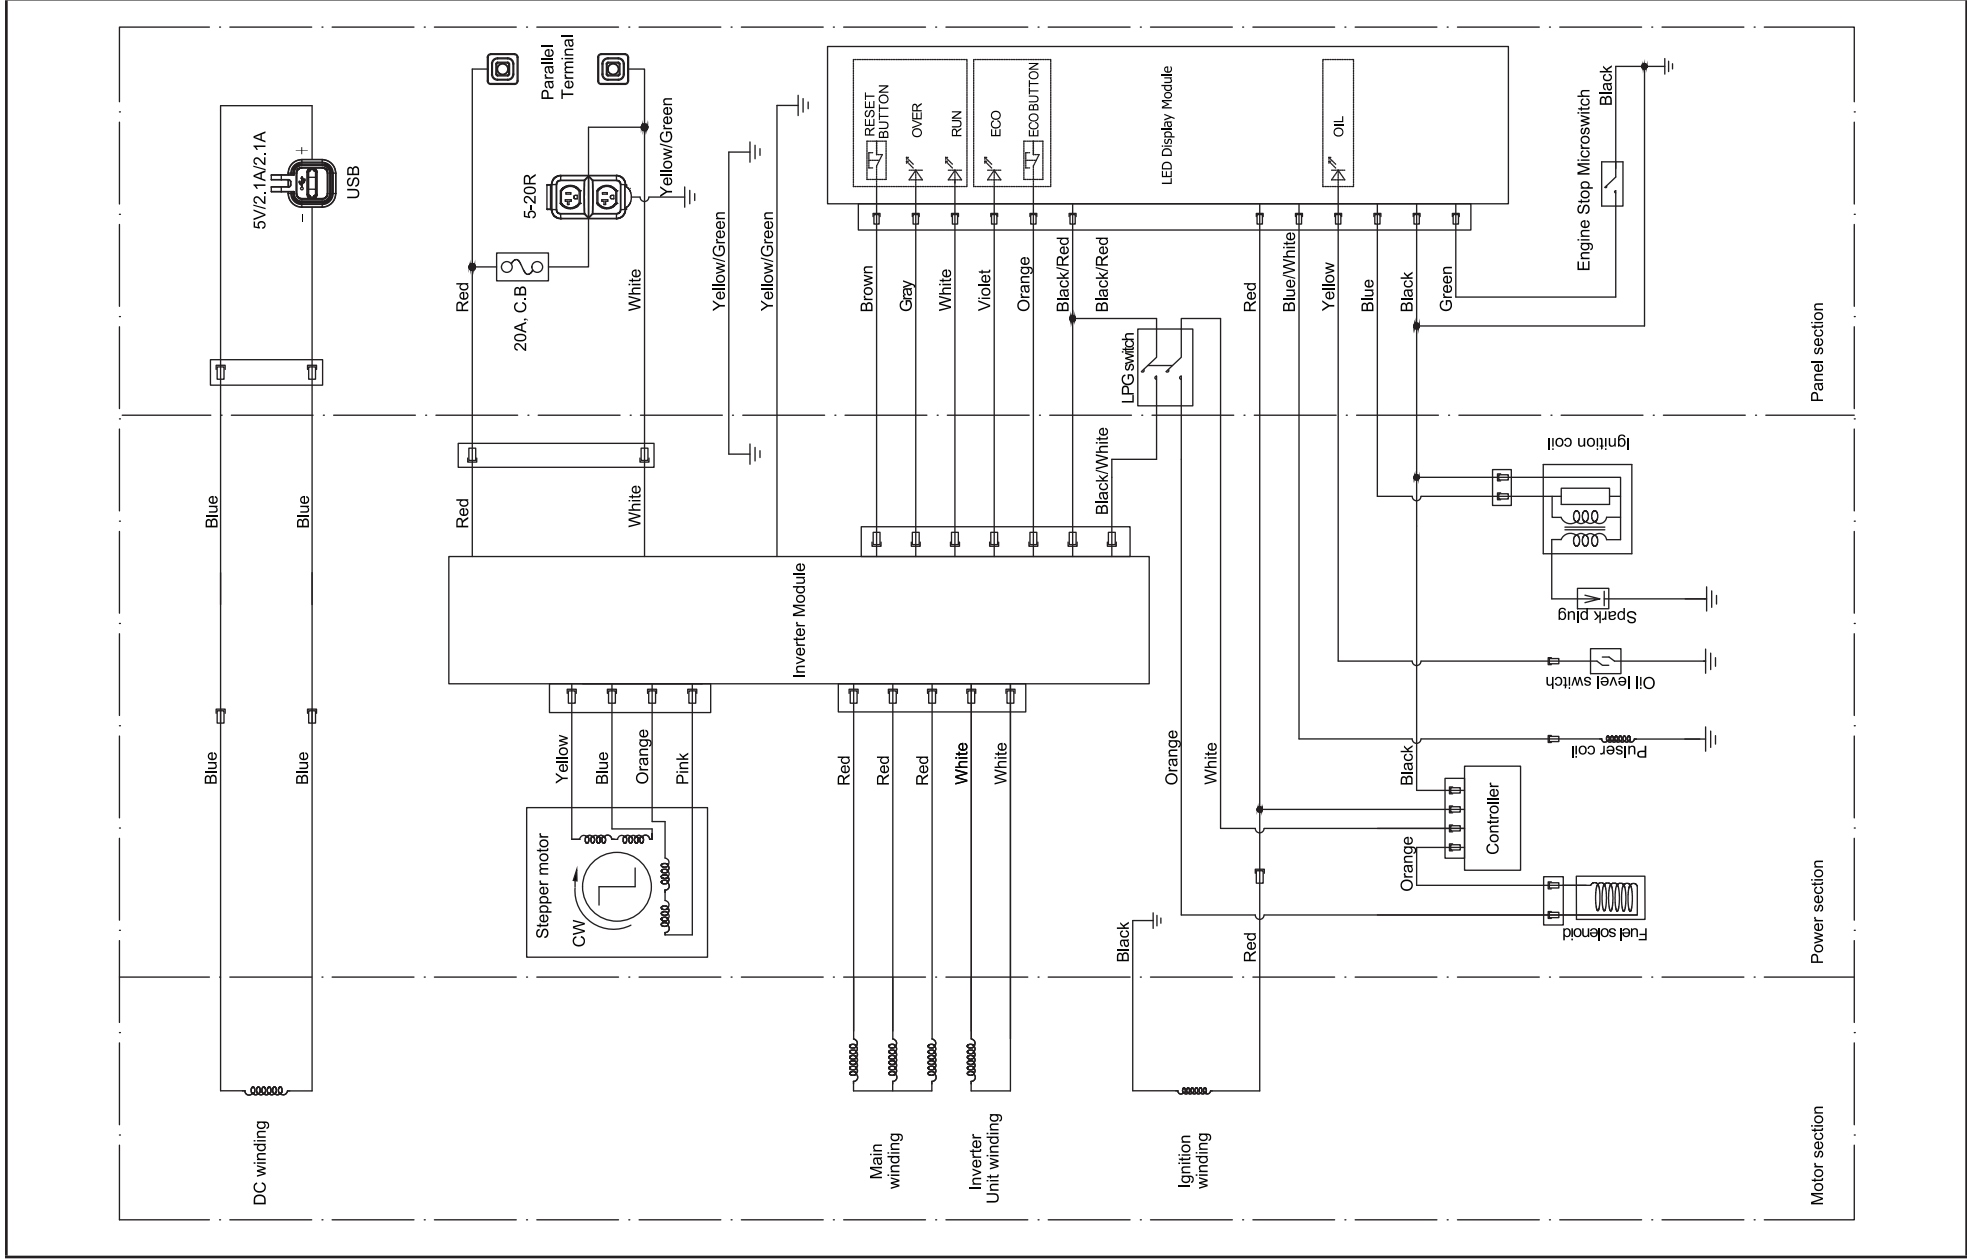 5V/2.1A/2.1A
+
−
USB
Parallel
Terminal
5-20R
Yellow/Green
Red
20A, C.B
White
Yellow/Green
Yellow/Green
RESET
BUTTON
OVER
RUN
ECO
ECO BUTTON
OIL
LED Display Module
Brown
Gray
White
Violet
Orange
Black/Red
Black/Red
Red
Blue/White
Yellow
Blue
Black
Green
Black
Engine Stop Microswitch
LPG switch
Panel section
Blue
Blue
Red
White
Black/White
Inverter Module
Ignition coil
Spark plug
Oil level switch
Pulser coil
Blue
Blue
Yellow
Blue
Orange
Pink
Stepper motor
CW
Red
Red
Red
White
White
Orange
White
Black
Controller
Orange
Fuel solenoid
Black
Red
Power section
DC winding
Main
winding
Inverter
Unit winding
Ignition
winding
Motor section